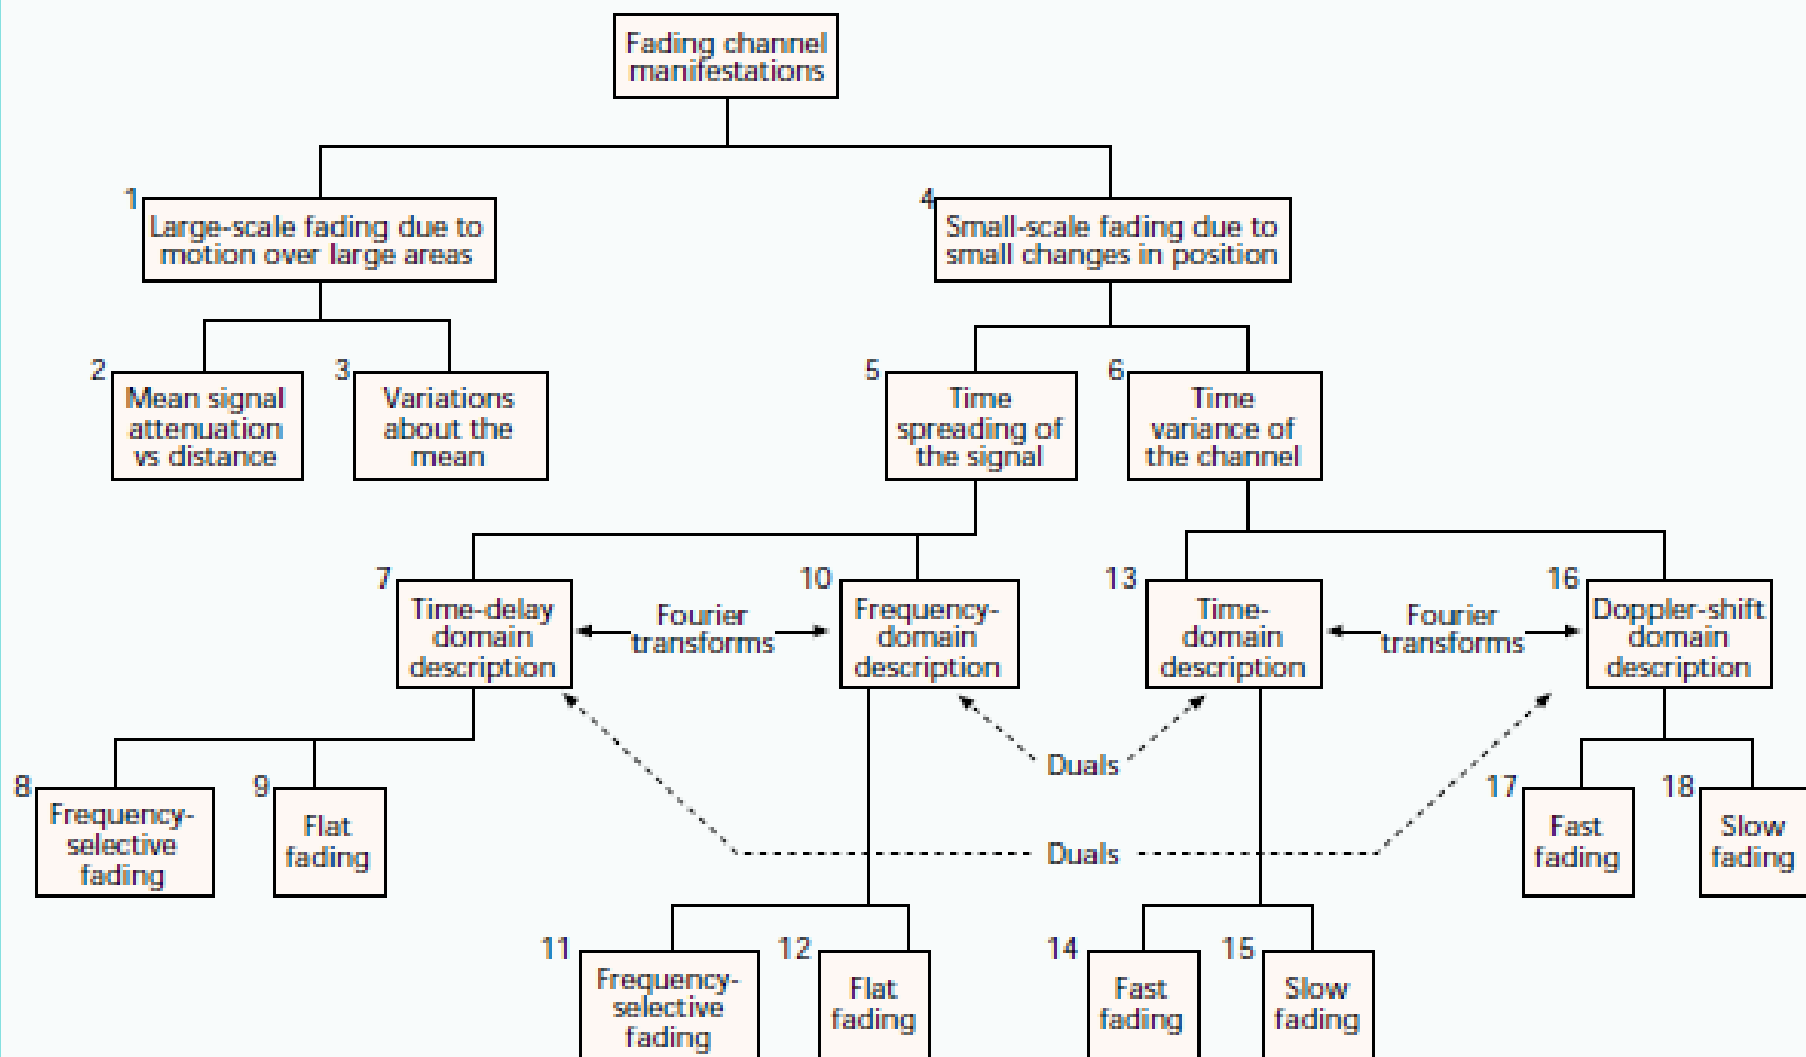 Fading channel
manifestations
1
Large-scale fading due to
motion over large areas
4
Small-scale fading due to
small changes in position
2
Mean signal
attenuation
vs distance
3
Variations
about the
mean
5
Time
spreading of
the signal
6
Time
variance of
the channel
7
Time-delay
domain
description
Fourier
transforms
10
Frequency-
domain
description
13
Time-
domain
description
Fourier
transforms
16
Doppler-shift
domain
description
Duals
Duals
8
Frequency-
selective
fading
9
Flat
fading
17
Fast
fading
18
Slow
fading
11
Frequency-
selective
fading
12
Flat
fading
14
Fast
fading
15
Slow
fading